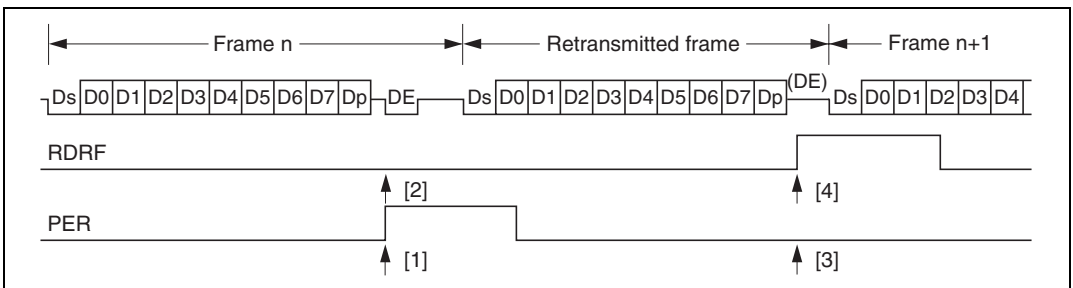 Frame n Retransmitted frame Frame n+1
Ds D0 D1 D2 D3 D4 D5 D6 D7 Dp DE Ds D0 D1 D2 D3 D4 D5 D6 D7 Dp (DE) Ds D0 D1 D2 D3 D4
RDRF
[2] [4]
PER
[1] [3]